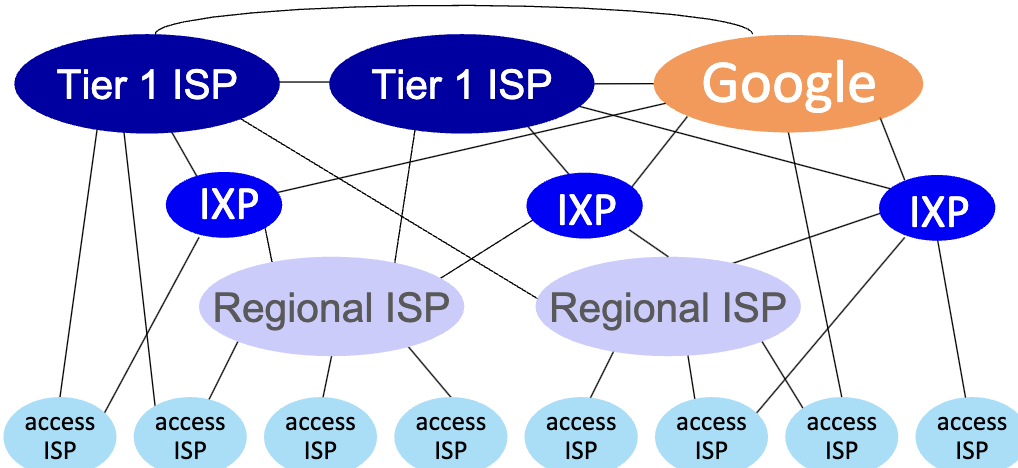 Tier 1 ISP
Tier 1 ISP
Google
IXP
IXP
IXP
Regional ISP
Regional ISP
access
ISP
access
ISP
access
ISP
access
ISP
access
ISP
access
ISP
access
ISP
access
ISP